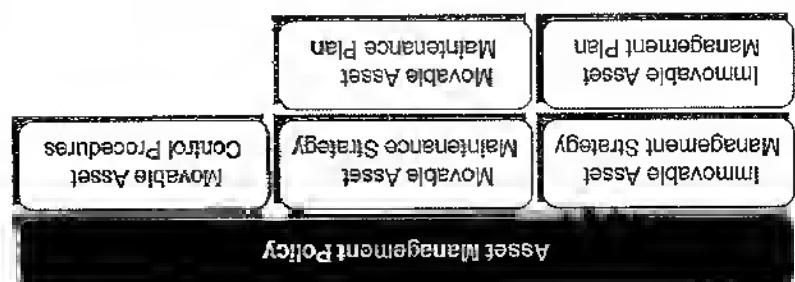 Asset Management Policy
Immovable Asset
Management Strategy
Movable Asset
Maintenance Strategy
Movable Asset
Control Procedures
Immovable Asset
Management Plan
Movable Asset
Maintenance Plan